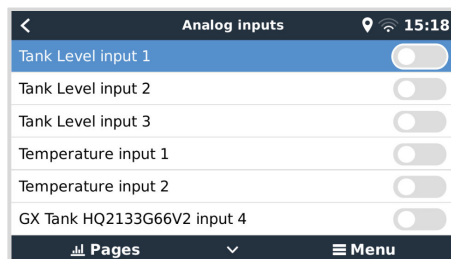 Analog inputs 15:18
Tank Level input 1
Tank Level input 2
Tank Level input 3
Temperature input 1
Temperature input 2
GX Tank HQ2133G66V2 input 4
Pages Menu